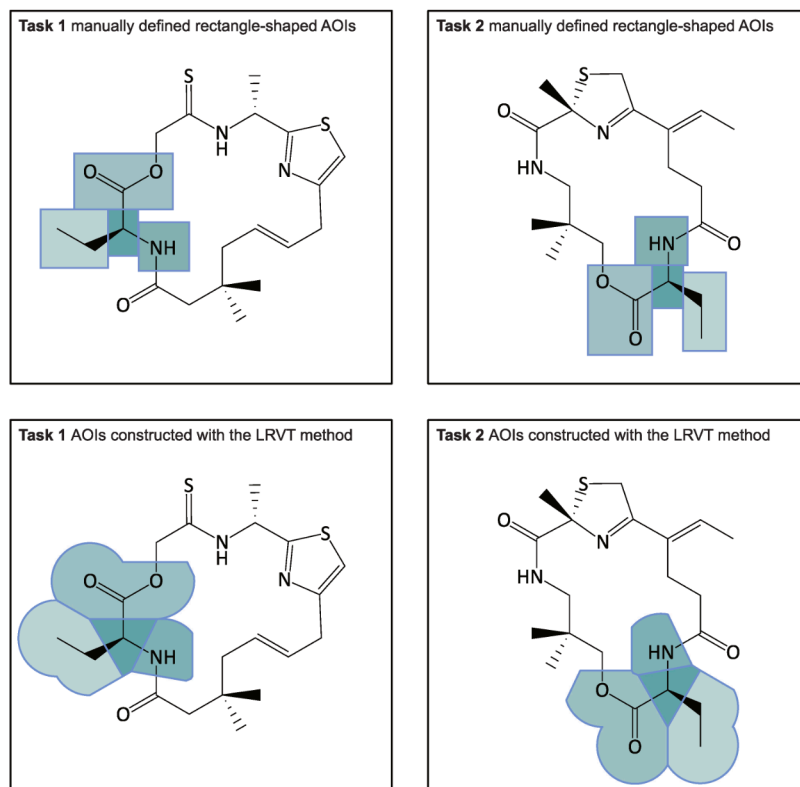 Task 1 manually defined rectangle-shaped AOIs
S
O
O
N
H
N
S
NH
O
Task 2 manually defined rectangle-shaped AOIs
S
O
N
HN
HN
O
O
O
Task 1 AOIs constructed with the LRVT method
S
O
O
N
H
N
S
NH
O
Task 2 AOIs constructed with the LRVT method
S
O
N
HN
HN
O
O
O